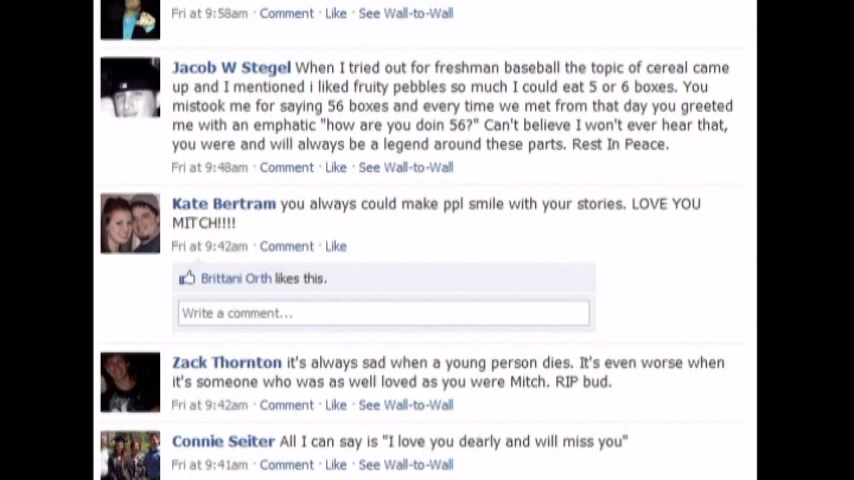 Fri at 9:58am · Comment · Like · See Wall-to-Wall
Jacob W Stegel When I tried out for freshman baseball the topic of cereal came
up and I mentioned i liked fruity pebbles so much I could eat 5 or 6 boxes. You
mistook me for saying 56 boxes and every time we met from that day you greeted
me with an emphatic "how are you doin 56?" Can't believe I won't ever hear that,
you were and will always be a legend around these parts. Rest In Peace.
Fri at 9:48am · Comment · Like · See Wall-to-Wall
Kate Bertram you always could make ppl smile with your stories. LOVE YOU
MITCH!!!!
Fri at 9:42am · Comment · Like
Brittani Orth likes this.
Write a comment...
Zack Thornton it's always sad when a young person dies. It's even worse when
it's someone who was as well loved as you were Mitch. RIP bud.
Fri at 9:42am · Comment · Like · See Wall-to-Wall
Connie Seiter All I can say is "I love you dearly and will miss you"
Fri at 9:41am · Comment · Like · See Wall-to-Wall